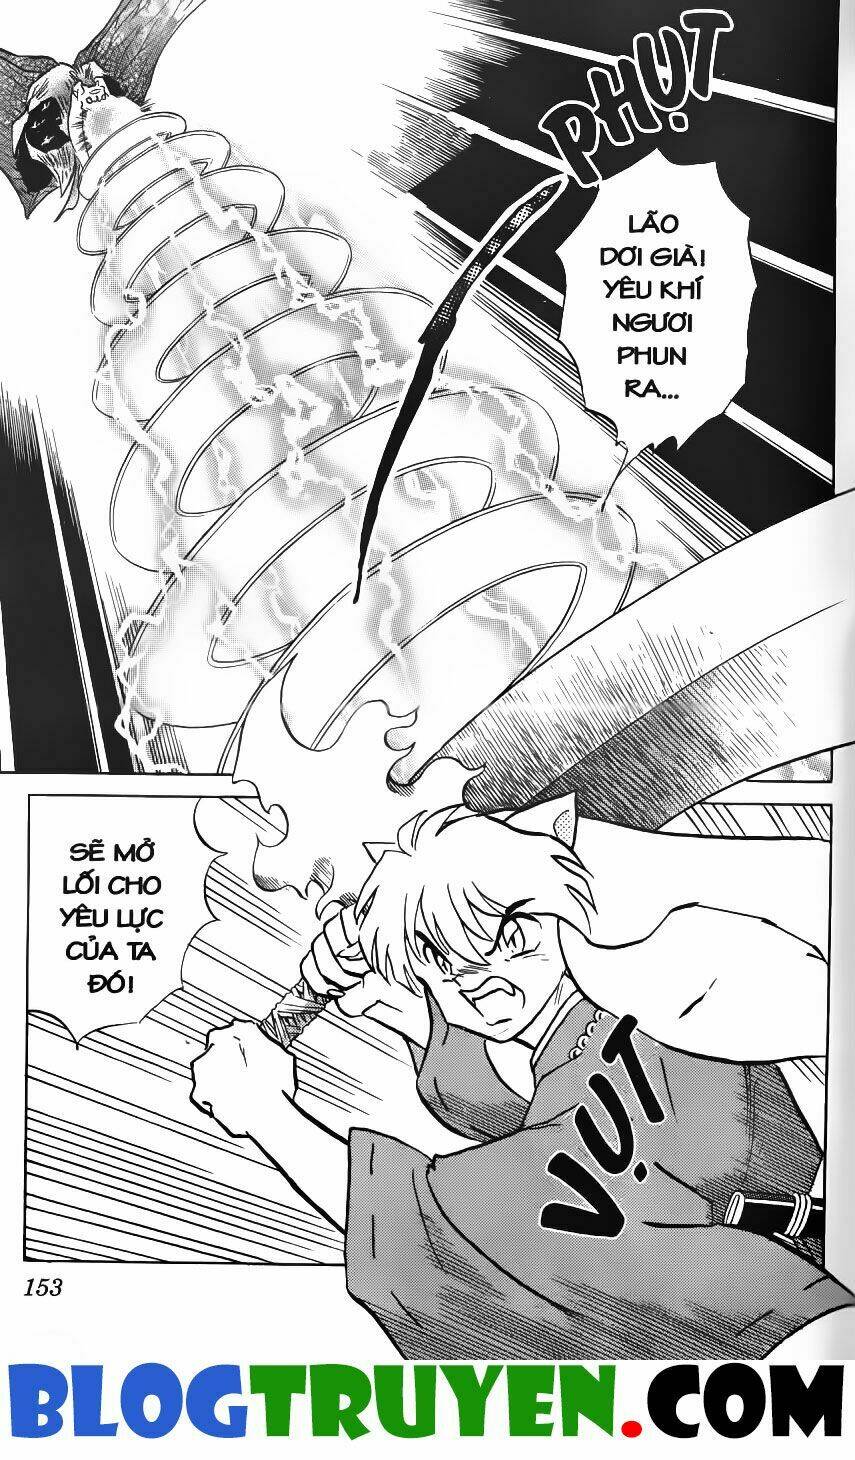 PHỤT
LÃO
DƠI GIÀ!
YÊU KHÍ
NGƯƠI
PHUN
RA...
SẼ MỞ
LỐI CHO
YÊU LỰC
CỦA TA
ĐÓ!
VỤT
153
BLOGTRUYEN.COM